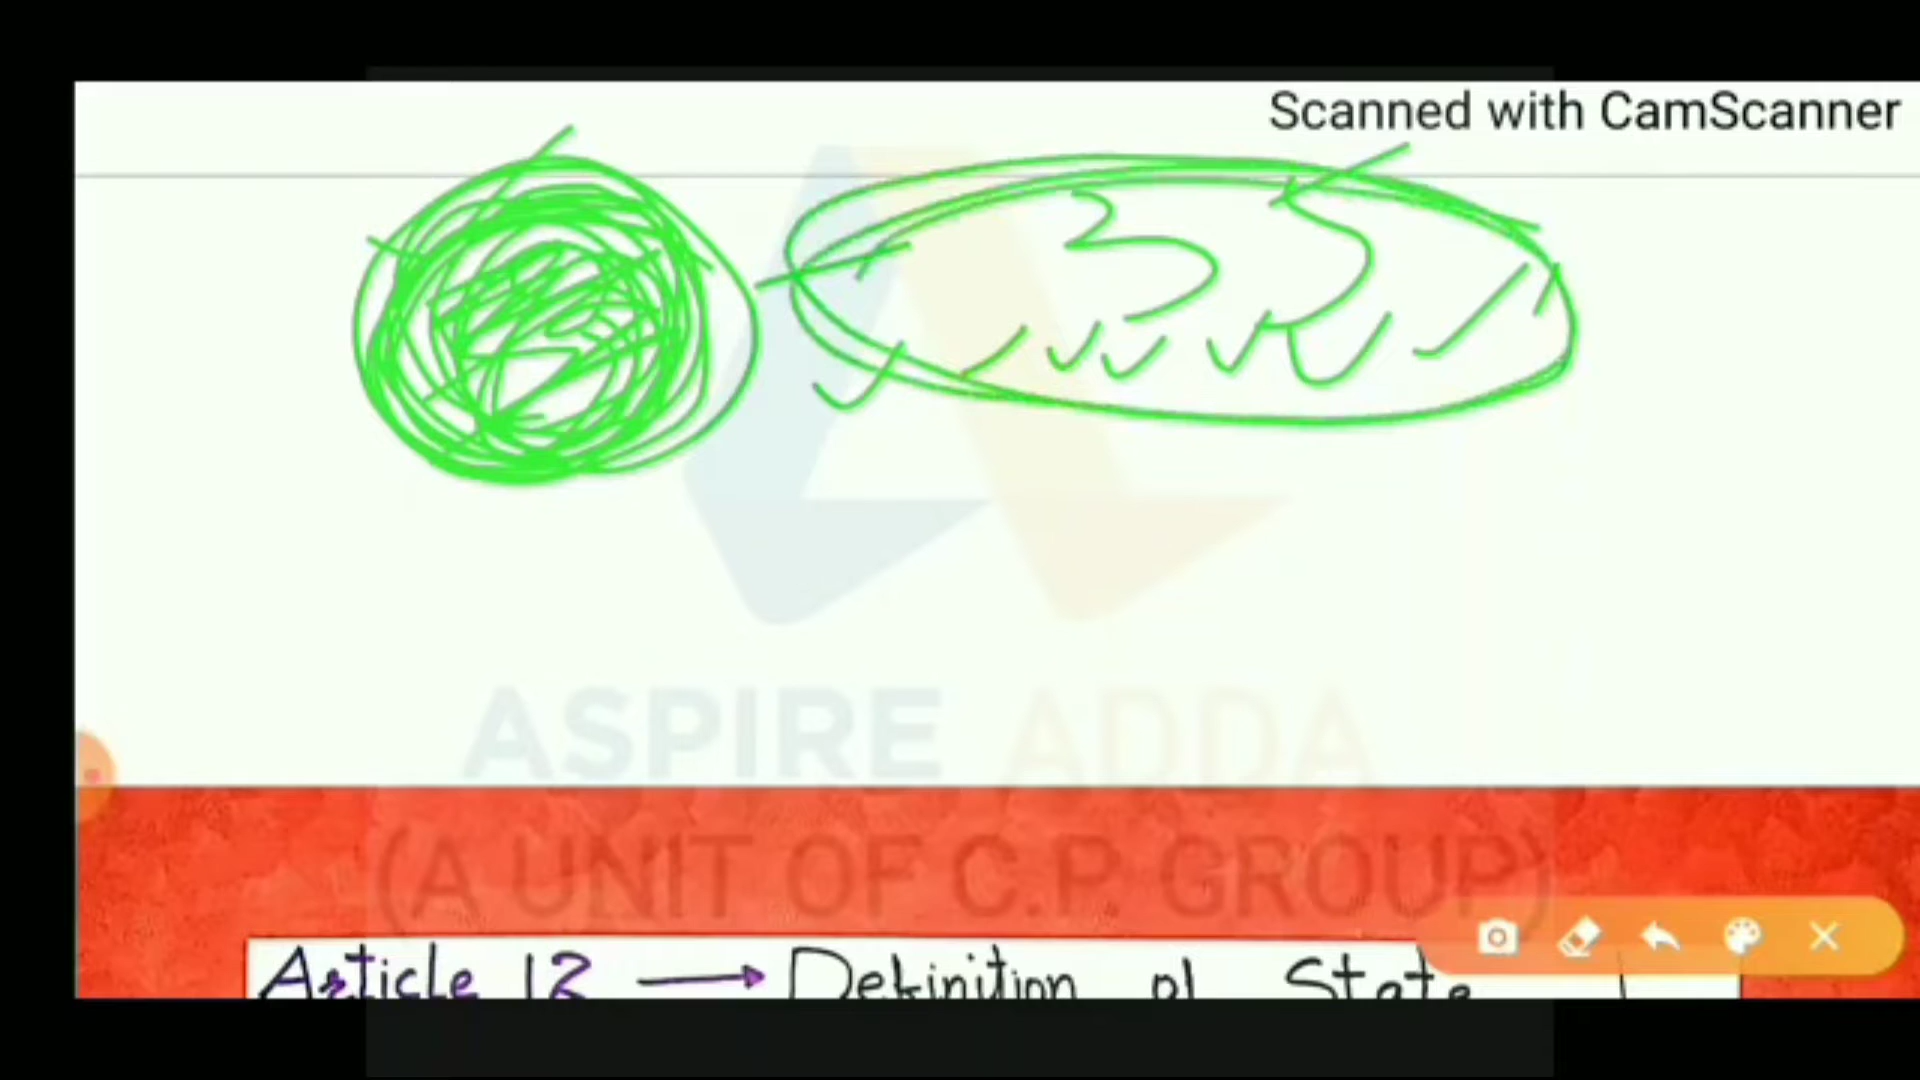 Scanned with CamScanner
ASPIRE ADDA
(A UNIT OF C.P. GROUP)
Article 12 → Definition of State